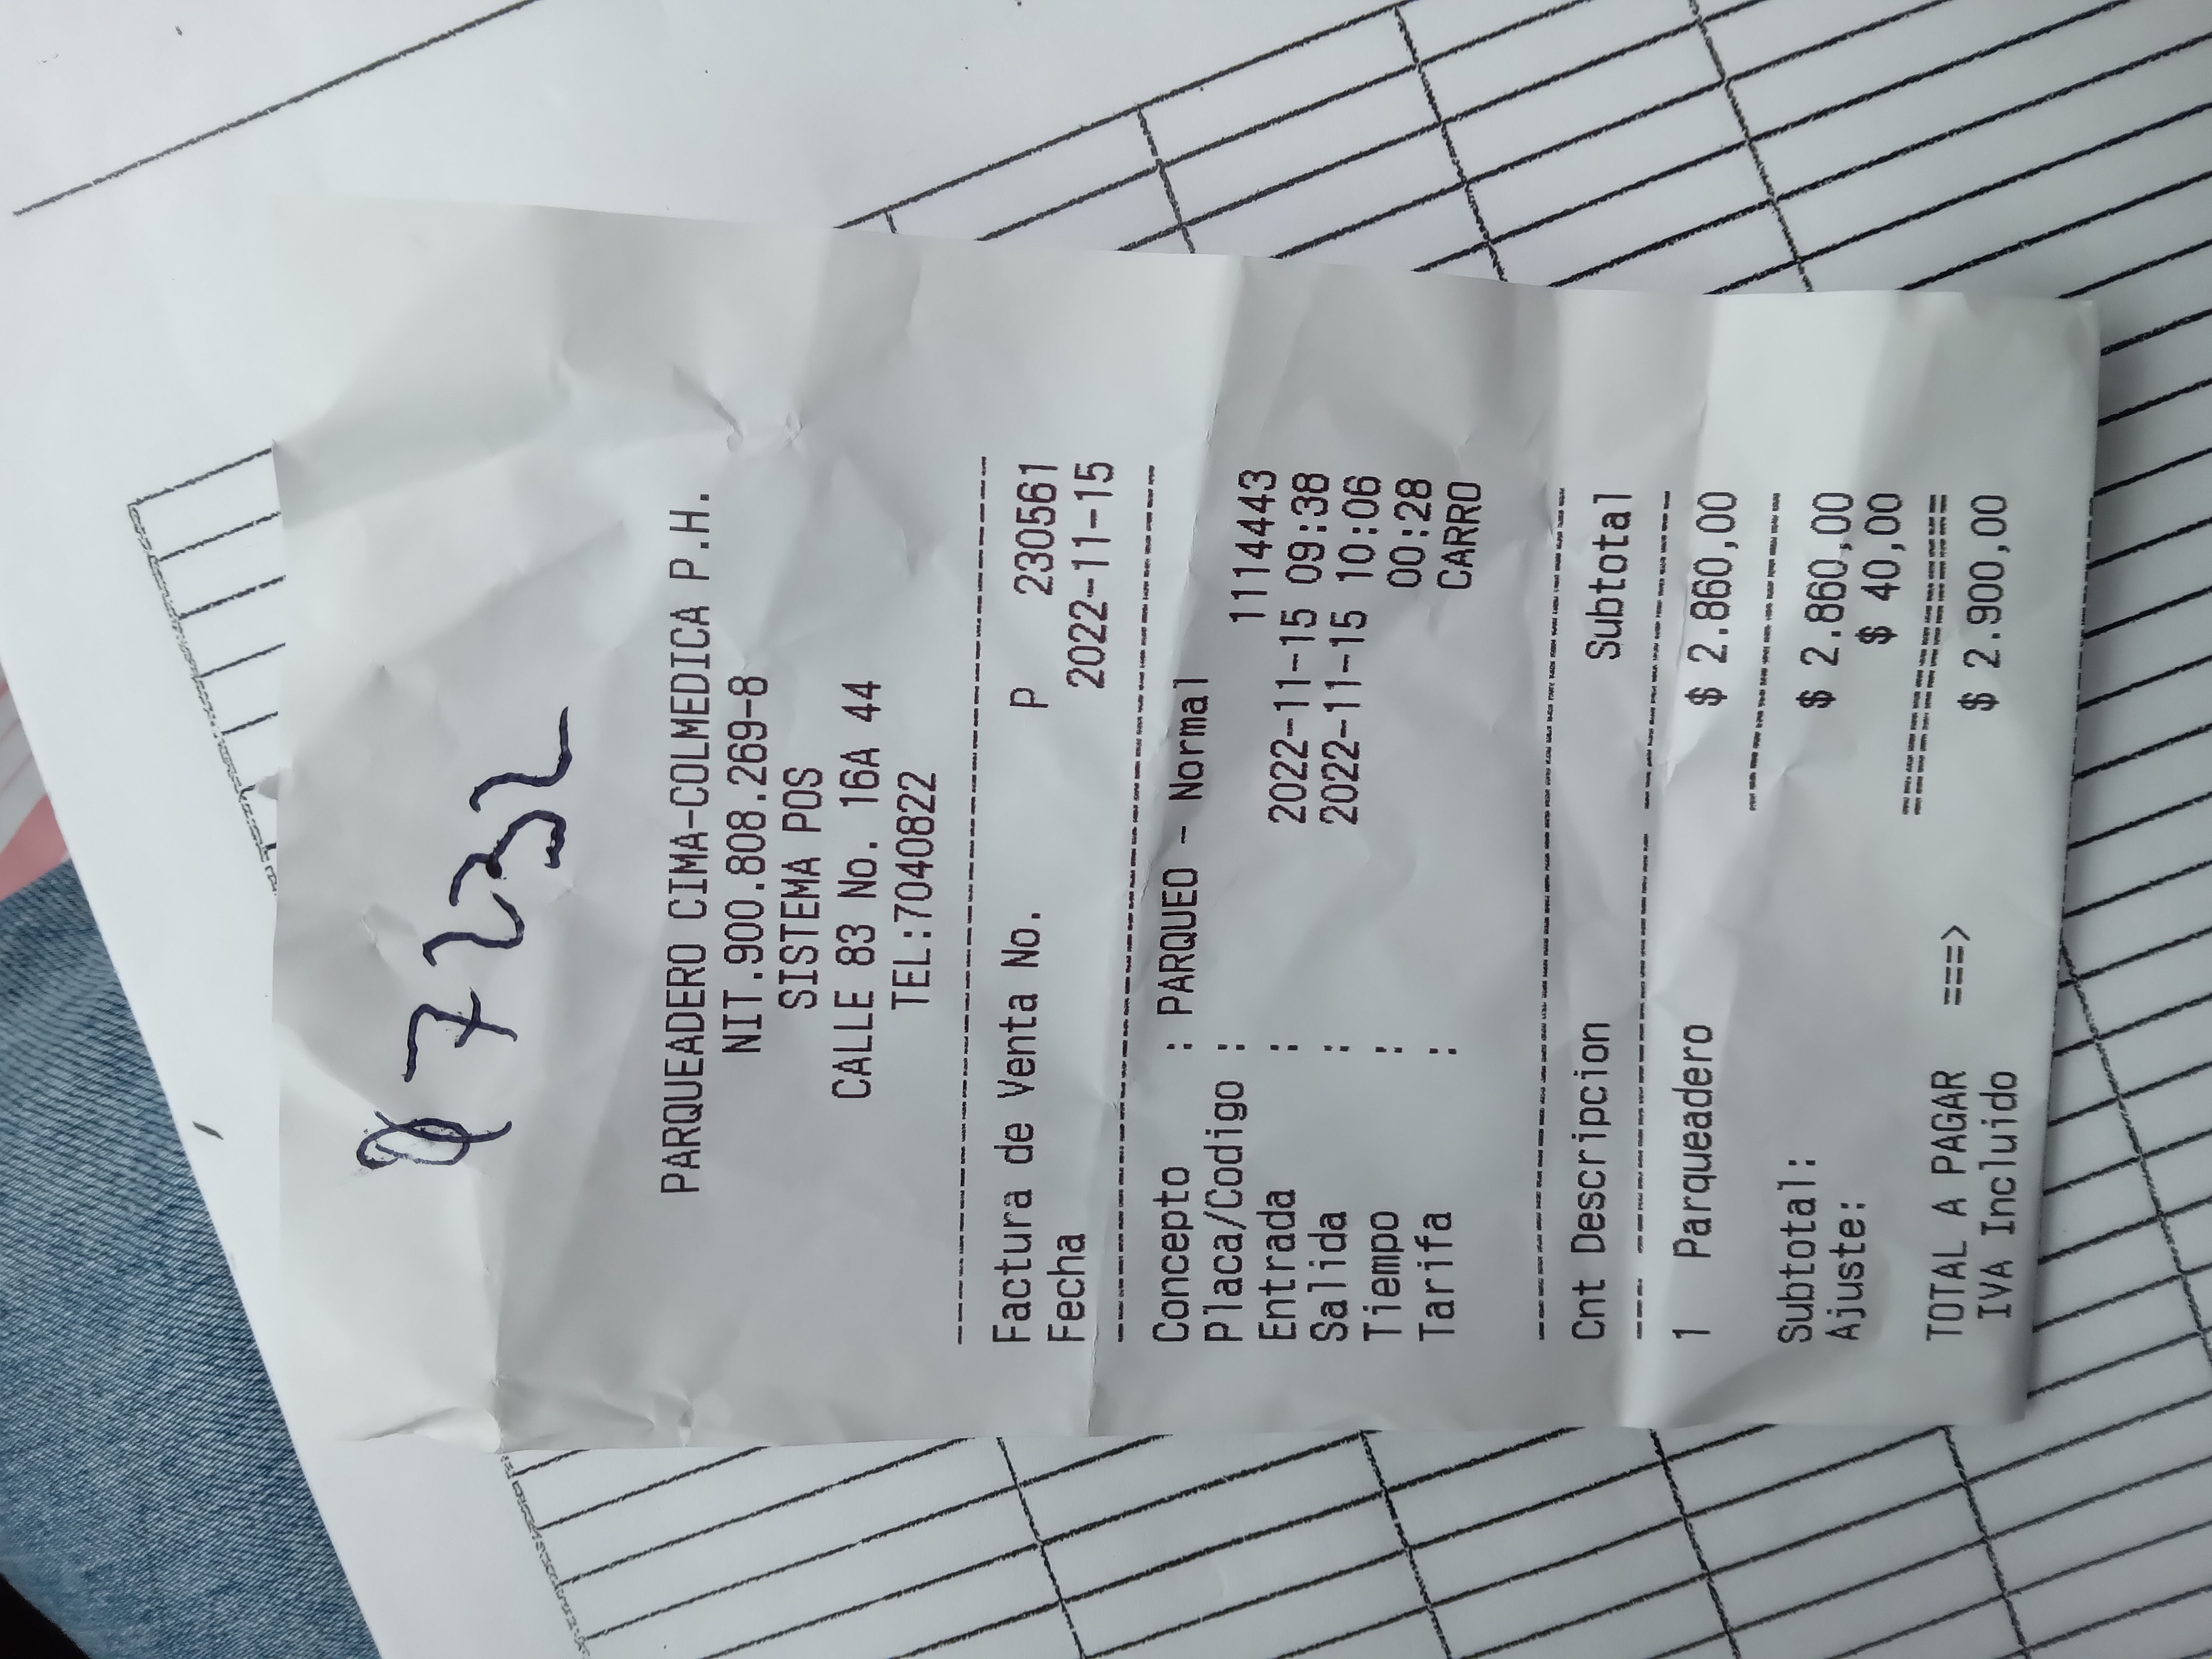 7232
PARQUEADERO CIMA-COLMEDICA P.H.
NIT.900.808.269-8
SISTEMA POS
CALLE 83 No. 16A 44
TEL:7040822
Factura de Venta No. P 230561
Fecha 2022-11-15
Concepto : PARQUEO - Normal
Placa/Codigo : 1114443
Entrada : 2022-11-15 09:38
Salida : 2022-11-15 10:06
Tiempo : 00:28
Tarifa : CARRO
Cnt Descripcion Subtotal
1 Parqueadero $ 2.860,00
Subtotal: $ 2.860,00
Ajuste: $ 40,00
TOTAL A PAGAR ===> $ 2.900,00
IVA Incluido